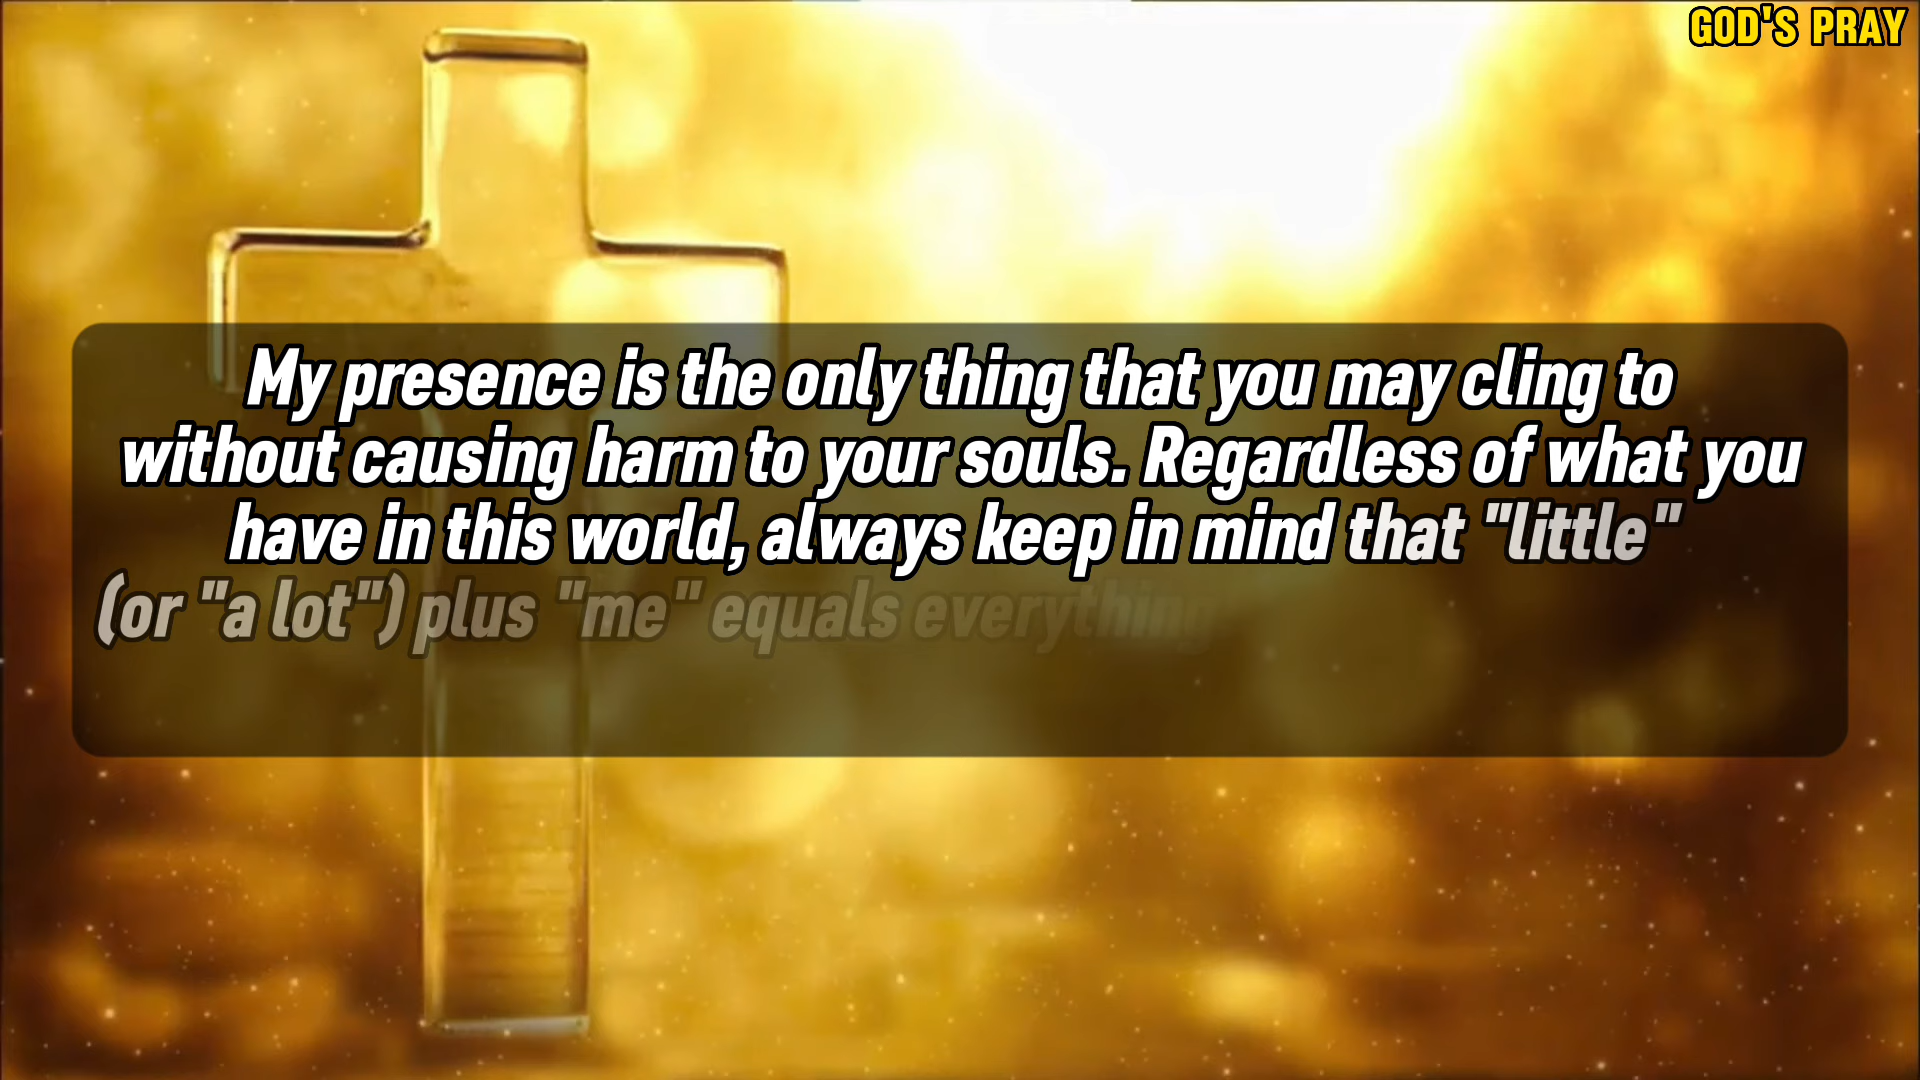 GOD'S PRAY
My presence is the only thing that you may cling to
without causing harm to your souls. Regardless of what you
have in this world, always keep in mind that "little"
(or "a lot") plus "me" equals everything